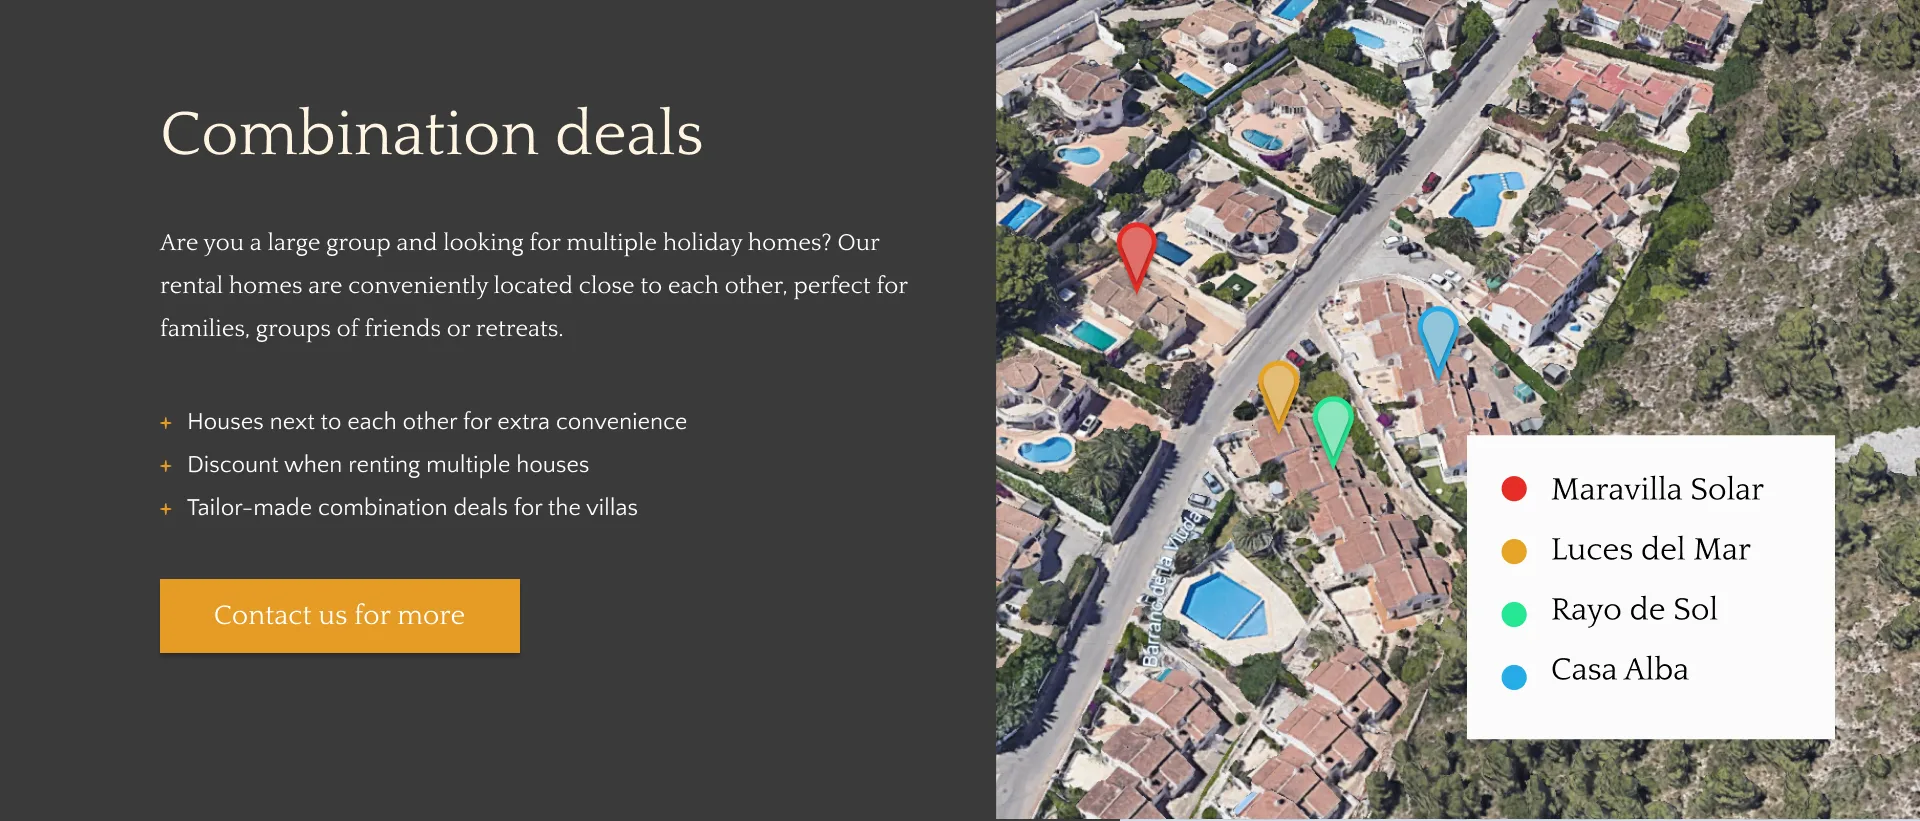 Combination deals
Are you a large group and looking for multiple holiday homes? Our
rental homes are conveniently located close to each other, perfect for
families, groups of friends or retreats.
+ Houses next to each other for extra convenience
+ Discount when renting multiple houses
+ Tailor-made combination deals for the villas
Contact us for more
Barranc de la Viuda
Maravilla Solar
Luces del Mar
Rayo de Sol
Casa Alba